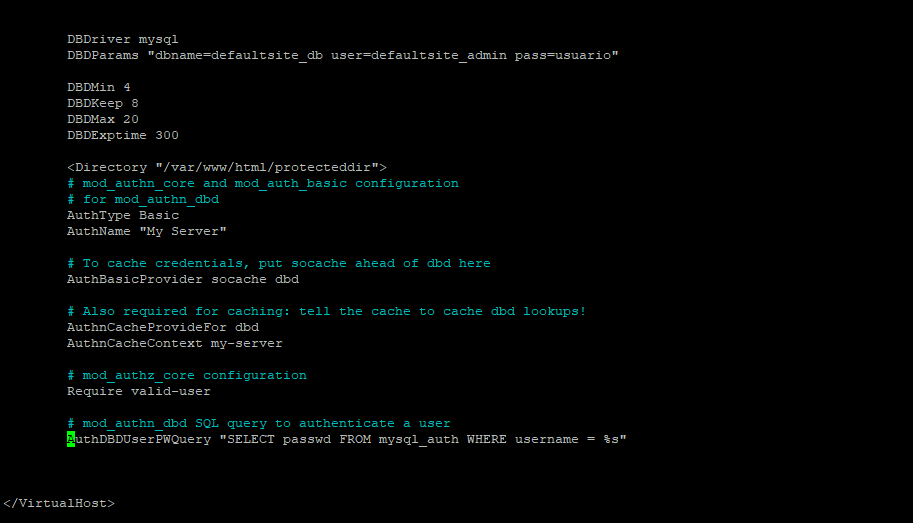 DBDriver mysql
DBDParams "dbname=defaultsite_db user=defaultsite_admin pass=usuario"
DBDMin 4
DBDKeep 8
DBDMax 20
DBDExptime 300
<Directory "/var/www/html/protecteddir">
# mod_authn_core and mod_auth_basic configuration
# for mod_authn_dbd
AuthType Basic
AuthName "My Server"
# To cache credentials, put socache ahead of dbd here
AuthBasicProvider socache dbd
# Also required for caching: tell the cache to cache dbd lookups!
AuthnCacheProvideFor dbd
AuthnCacheContext my-server
# mod_authz_core configuration
Require valid-user
# mod_authn_dbd SQL query to authenticate a user
AuthDBDUserPWQuery "SELECT passwd FROM mysql_auth WHERE username = %s"
</VirtualHost>